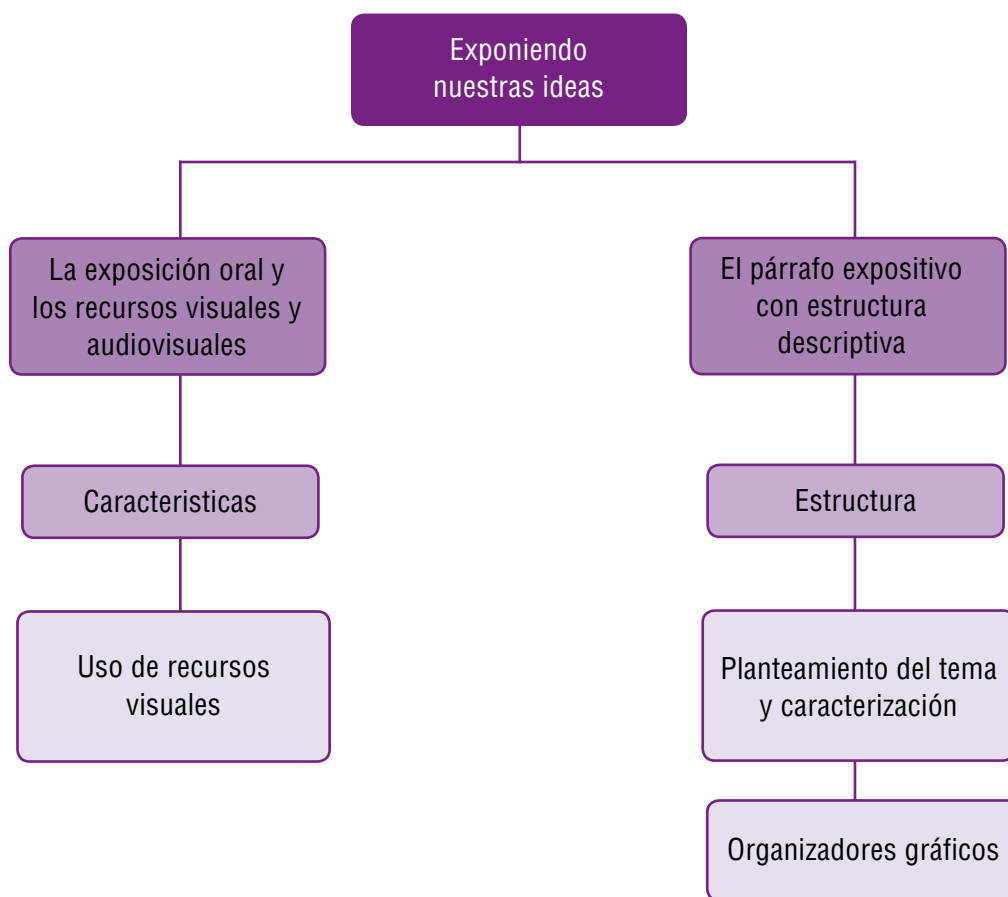 Exponiendo
nuestras ideas
La exposición oral y
los recursos visuales y
audiovisuales
El párrafo expositivo
con estructura
descriptiva
Caracteristicas
Estructura
Uso de recursos
visuales
Planteamiento del tema
y caracterización
Organizadores gráficos